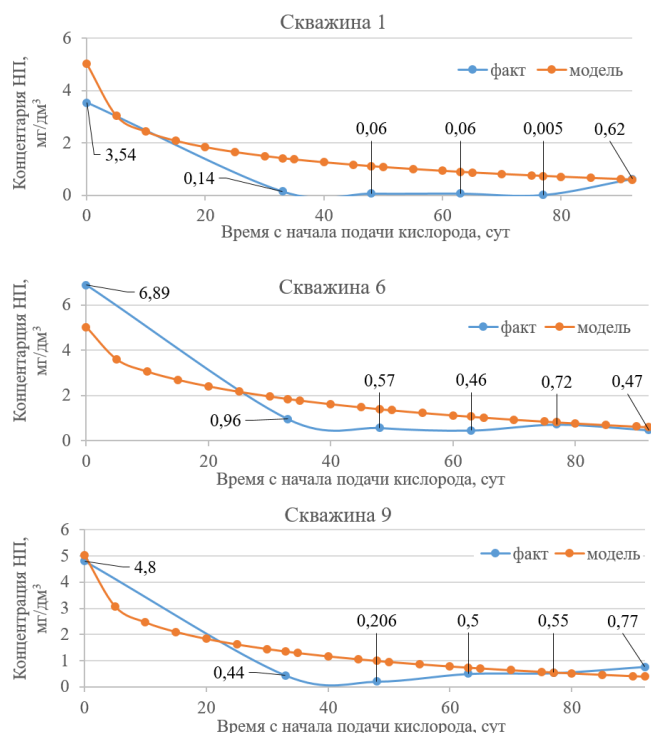 Скважина 1
Концентария НП,
мг/дм³
6
4
2
0
факт
модель
3,54
0,14
0,06
0,06
0,005
0,62
0
20
40
60
80
Время с начала подачи кислорода, сут
Скважина 6
Концентарция НП,
мг/дм³
6
4
2
0
факт
модель
6,89
0,96
0,57
0,46
0,72
0,47
0
20
40
60
80
Время с начала подачи кислорода, сут
Скважина 9
Концентрация НП,
мг/дм³
6
5
4
3
2
1
0
факт
модель
4,8
0,44
0,206
0,5
0,55
0,77
0
20
40
60
80
Время с начала подачи кислорода, сут